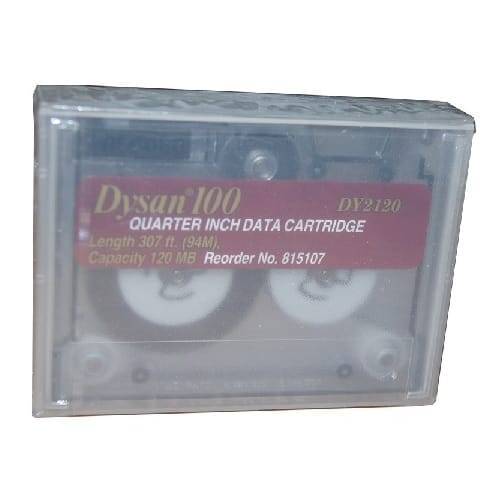 Dysan®100
DY2120
QUARTER INCH DATA CARTRIDGE
Length 307 ft. (94M),
Capacity 120 MB Reorder No. 815107